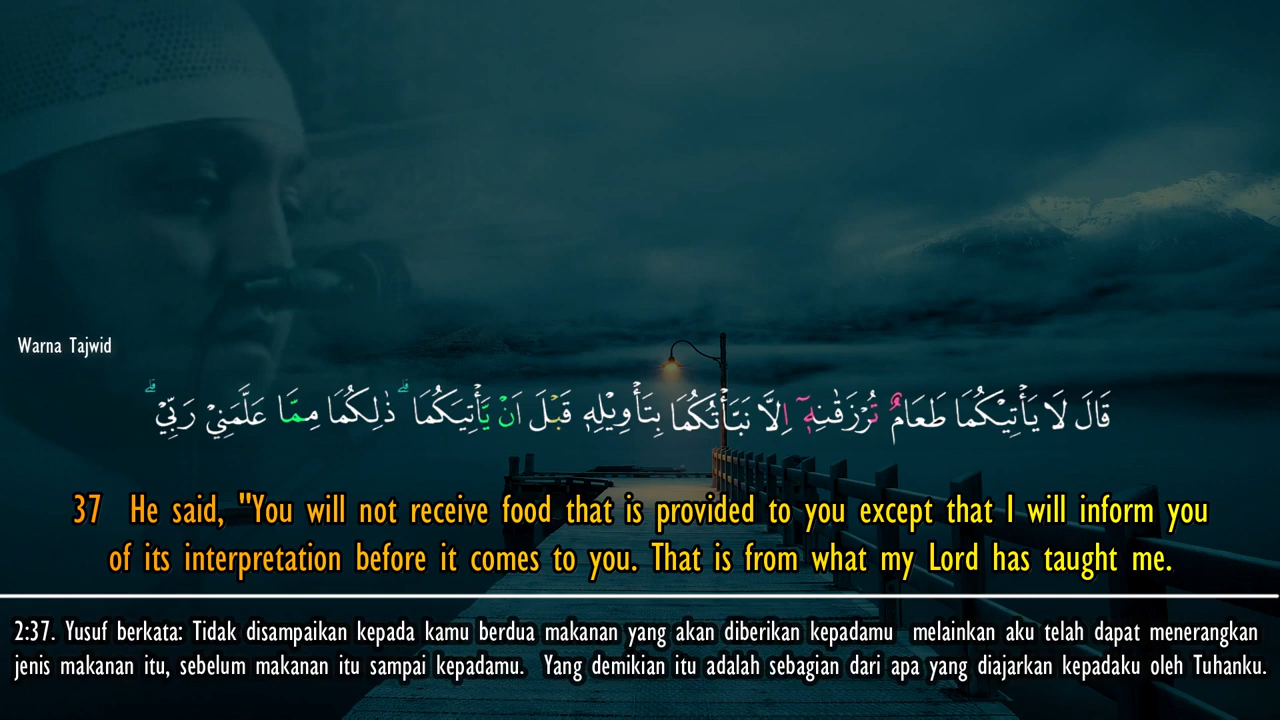 Warna Tajwid
قَالَ لَا يَأْتِيْكُمَا طَعَامٌ تُرْزَقٰنِهٖٓ اِلَّا نَبَّأْتُكُمَا بِتَأْوِيْلِهٖ قَبْلَ اَنْ يَّأْتِيَكُمَا ۗذٰلِكُمَا مِمَّا عَلَّمَنِيْ رَبِّيْۗ
37 He said, "You will not receive food that is provided to you except that I will inform you
of its interpretation before it comes to you. That is from what my Lord has taught me.
2:37. Yusuf berkata: Tidak disampaikan kepada kamu berdua makanan yang akan diberikan kepadamu melainkan aku telah dapat menerangkan
jenis makanan itu, sebelum makanan itu sampai kepadamu. Yang demikian itu adalah sebagian dari apa yang diajarkan kepadaku oleh Tuhanku.